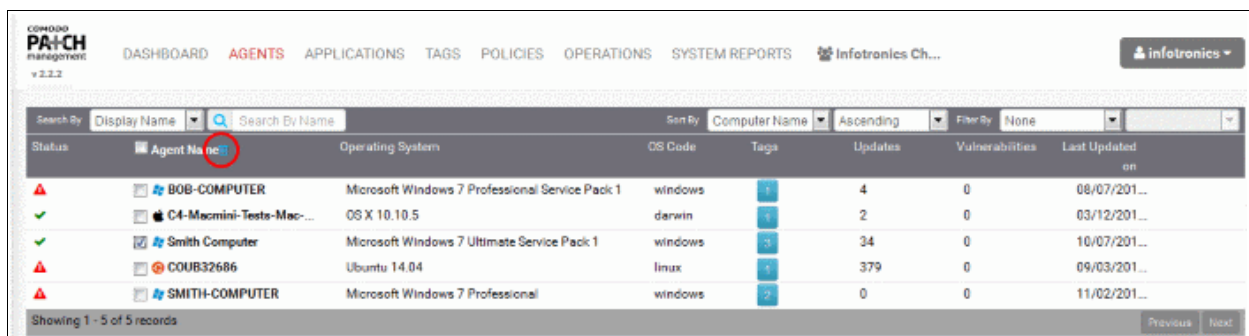 COMODO
PATCH
management
v 2.2.2
DASHBOARD AGENTS APPLICATIONS TAGS POLICIES OPERATIONS SYSTEM REPORTS Infotronics Ch... infotronics
Search By Display Name Search By Name Sort By Computer Name Ascending Filter By None
Status Agent Name Operating System OS Code Tags Updates Vulnerabilities Last Updated
on
BOB-COMPUTER Microsoft Windows 7 Professional Service Pack 1 windows 1 4 0 08/07/201...
C4-Macmini-Tests-Mac-... OS X 10.10.5 darwin 1 2 0 03/12/201...
Smith Computer Microsoft Windows 7 Ultimate Service Pack 1 windows 3 34 0 10/07/201...
COUB32686 Ubuntu 14.04 linux 1 379 0 09/03/201...
SMITH-COMPUTER Microsoft Windows 7 Professional windows 2 0 0 11/02/201...
Showing 1 - 5 of 5 records Previous Next